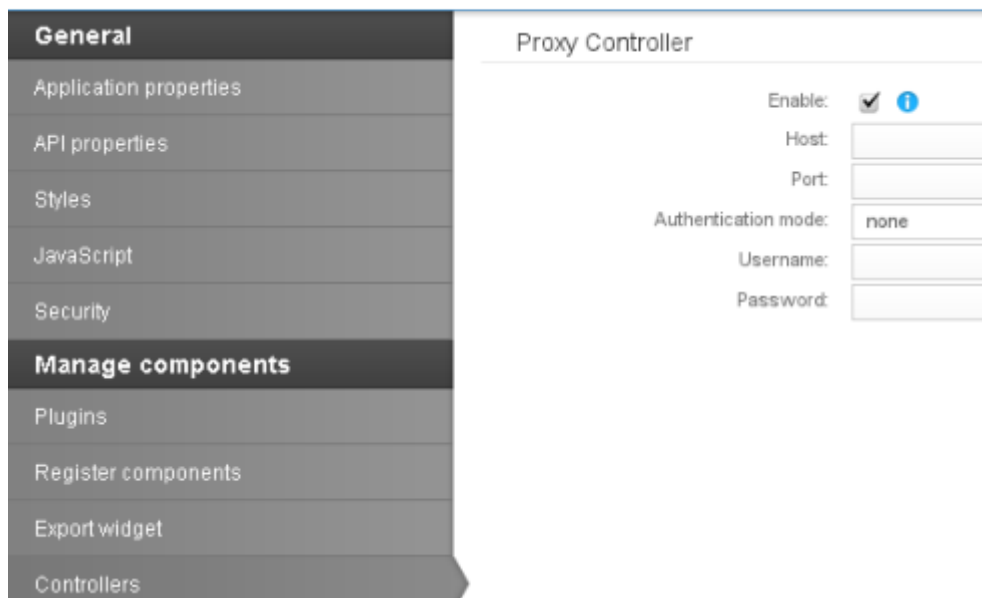 General
Application properties
API properties
Styles
JavaScript
Security
Manage components
Plugins
Register components
Export widget
Controllers
Proxy Controller
Enable:
Host:
Port:
Authentication mode: none
Username:
Password: